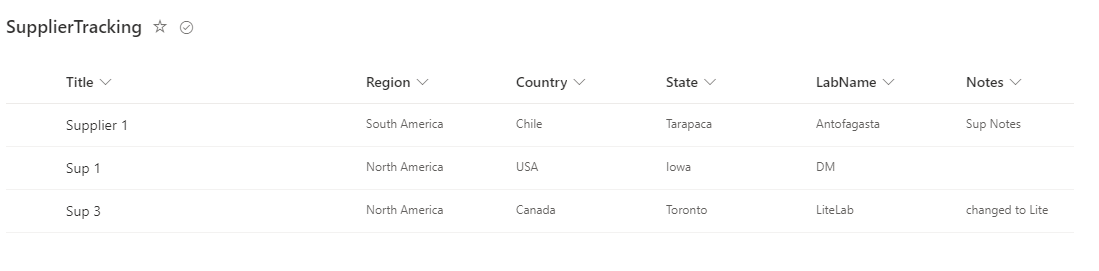 SupplierTracking
Title Region Country State LabName Notes
Supplier 1 South America Chile Tarapaca Antofagasta Sup Notes
Sup 1 North America USA Iowa DM
Sup 3 North America Canada Toronto LiteLab changed to Lite